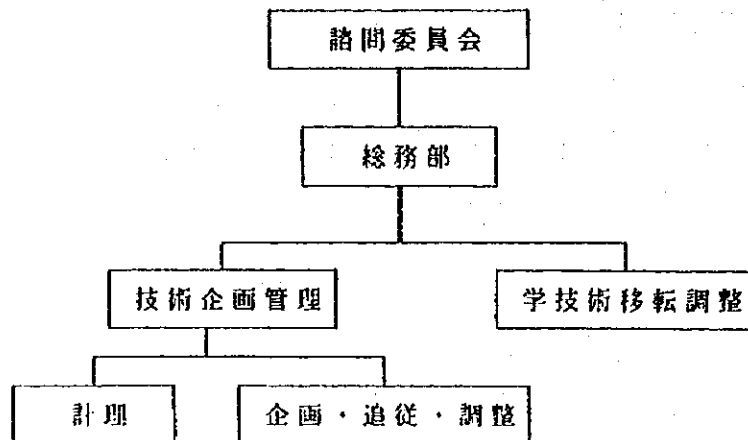 諮問委員会
総務部
技術企画管理
学技術移転調整
計理
企画・追従・調整